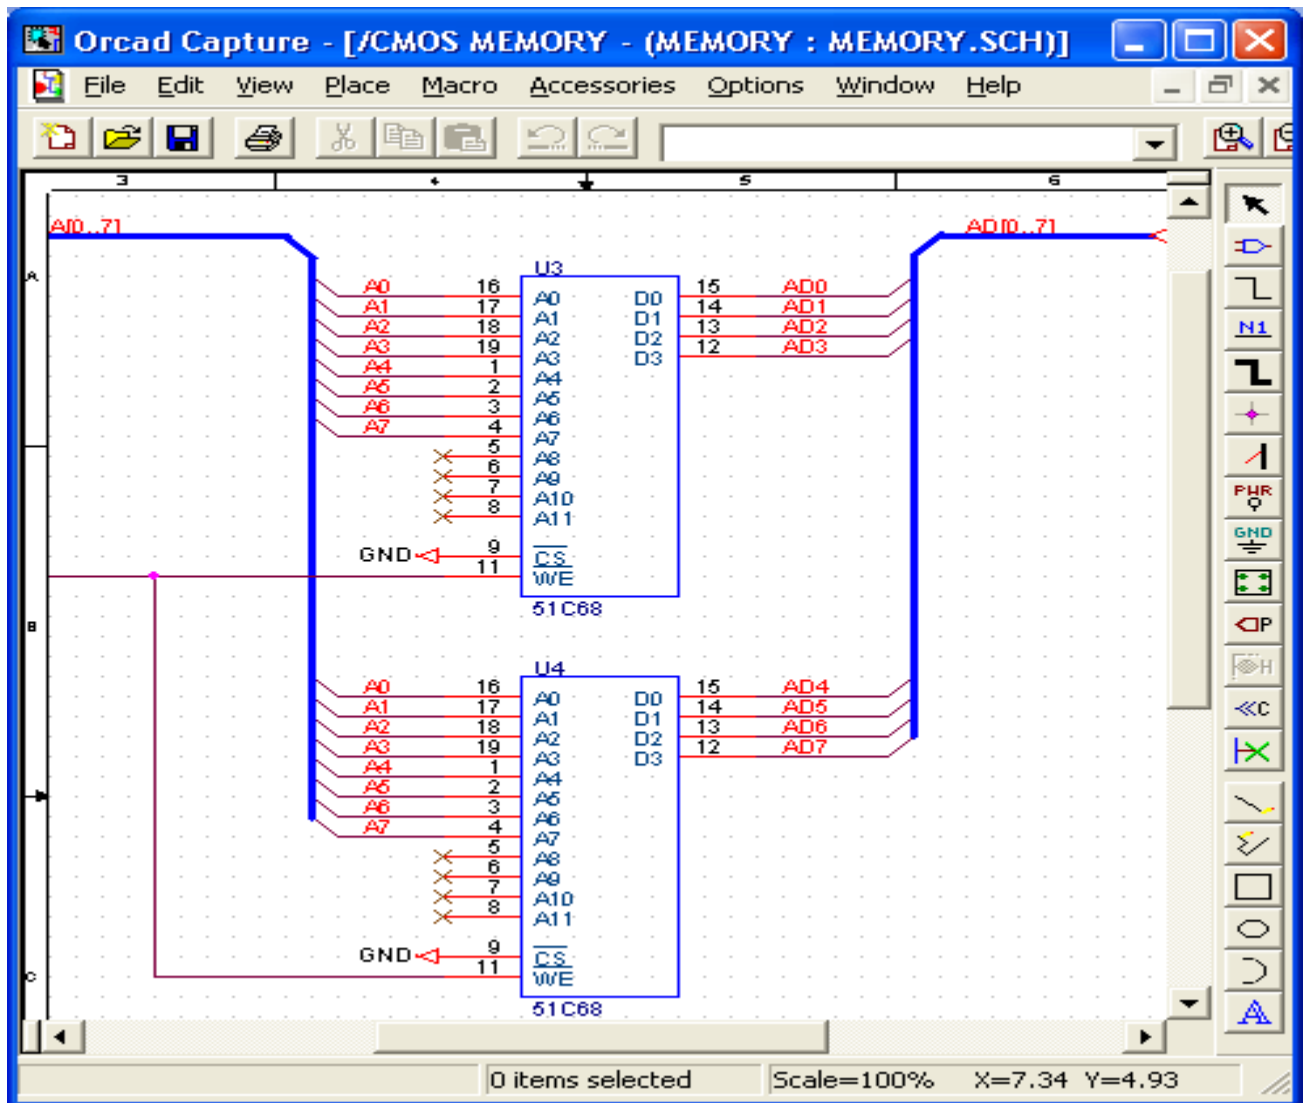 Orcad Capture - [/CMOS MEMORY - (MEMORY : MEMORY.SCH)]
File Edit View Place Macro Accessories Options Window Help
3 4 5 6
A[0..7] AD[0..7]
A
U3
A0 16 A0 D0 15 AD0
A1 17 A1 D1 14 AD1
A2 18 A2 D2 13 AD2
A3 19 A3 D3 12 AD3
A4 1 A4
A5 2 A5
A6 3 A6
A7 4 A7
5 A8
6 A9
7 A10
8 A11
GND 9 CS
11 WE
51C68
B
U4
A0 16 A0 D0 15 AD4
A1 17 A1 D1 14 AD5
A2 18 A2 D2 13 AD6
A3 19 A3 D3 12 AD7
A4 1 A4
A5 2 A5
A6 3 A6
A7 4 A7
5 A8
6 A9
7 A10
8 A11
GND 9 CS
C
11 WE
51C68
N1
PWR
GND
P
H
C
A
0 items selected Scale=100% X=7.34 Y=4.93